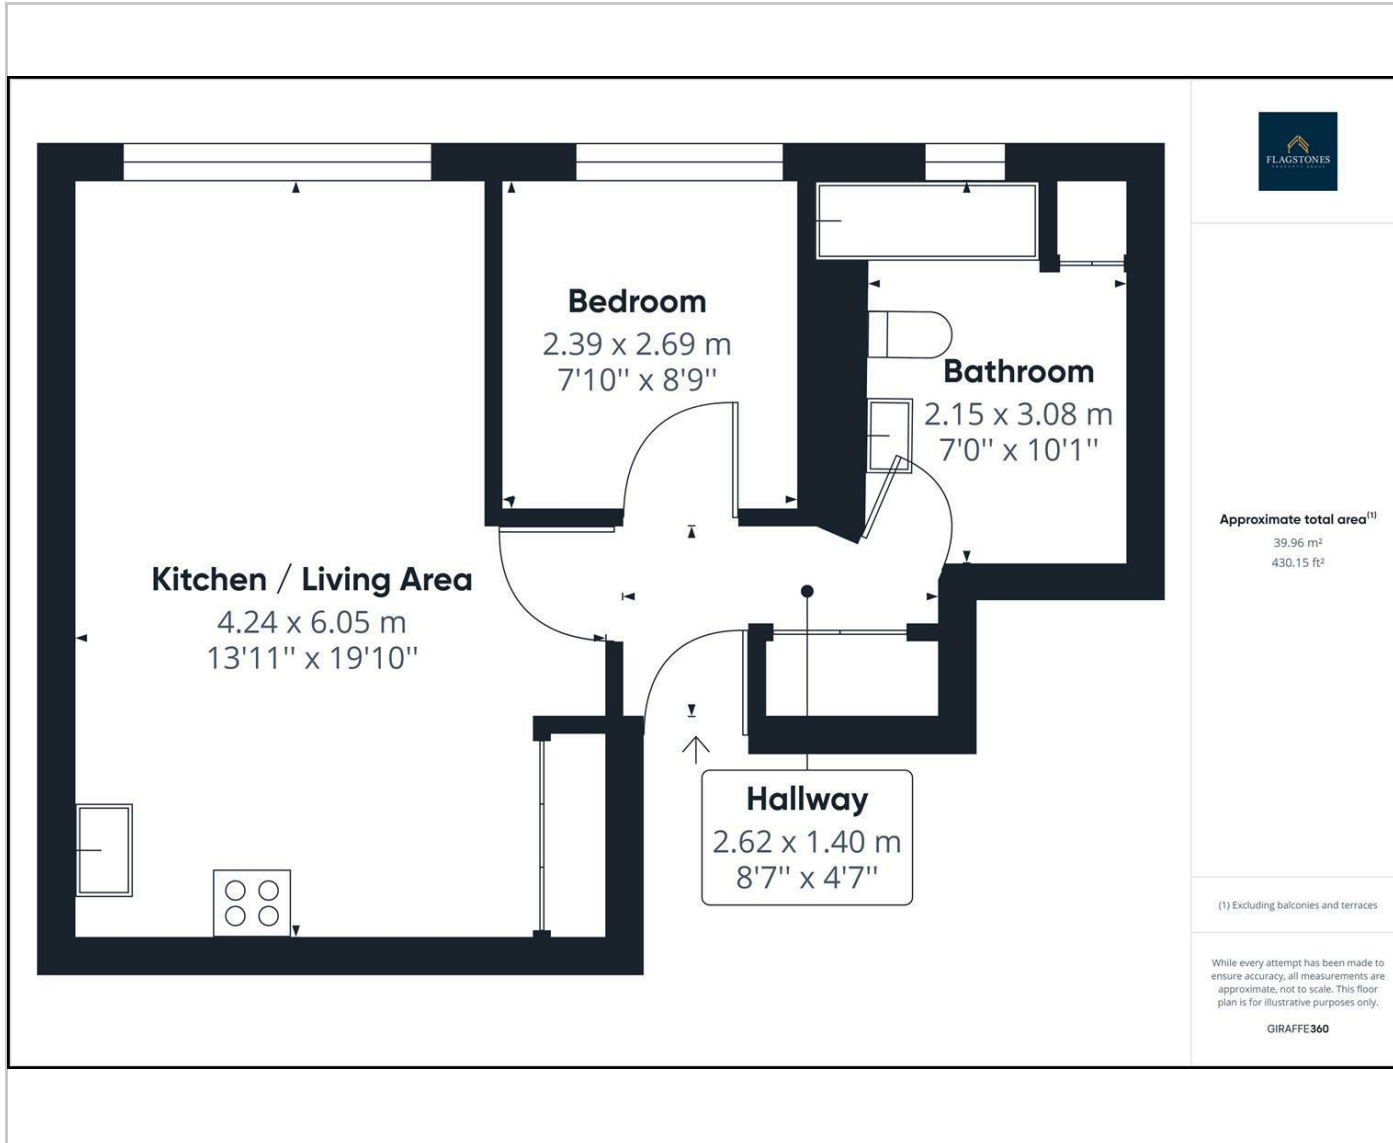 FLAGSTONES
PROPERTY GROUP
Bedroom
2.39 x 2.69 m
7'10'' x 8'9''
Bathroom
2.15 x 3.08 m
7'0'' x 10'1''
Kitchen / Living Area
4.24 x 6.05 m
13'11'' x 19'10''
Hallway
2.62 x 1.40 m
8'7'' x 4'7''
Approximate total area(1)
39.96 m²
430.15 ft²
(1) Excluding balconies and terraces
While every attempt has been made to
ensure accuracy, all measurements are
approximate, not to scale. This floor
plan is for illustrative purposes only.
GIRAFFE360